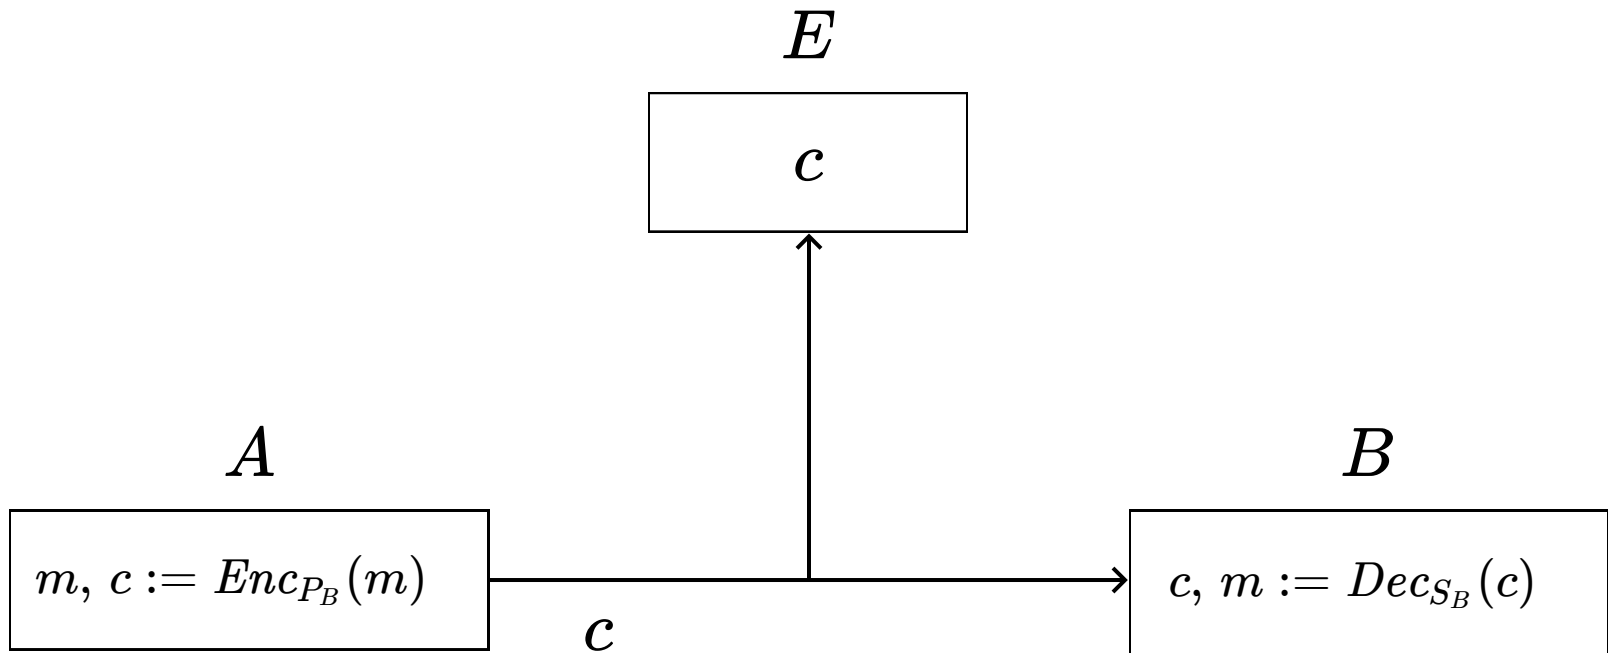 E
c
A
B
m, c := Enc_{P_B}(m)
c, m := Dec_{S_B}(c)
c